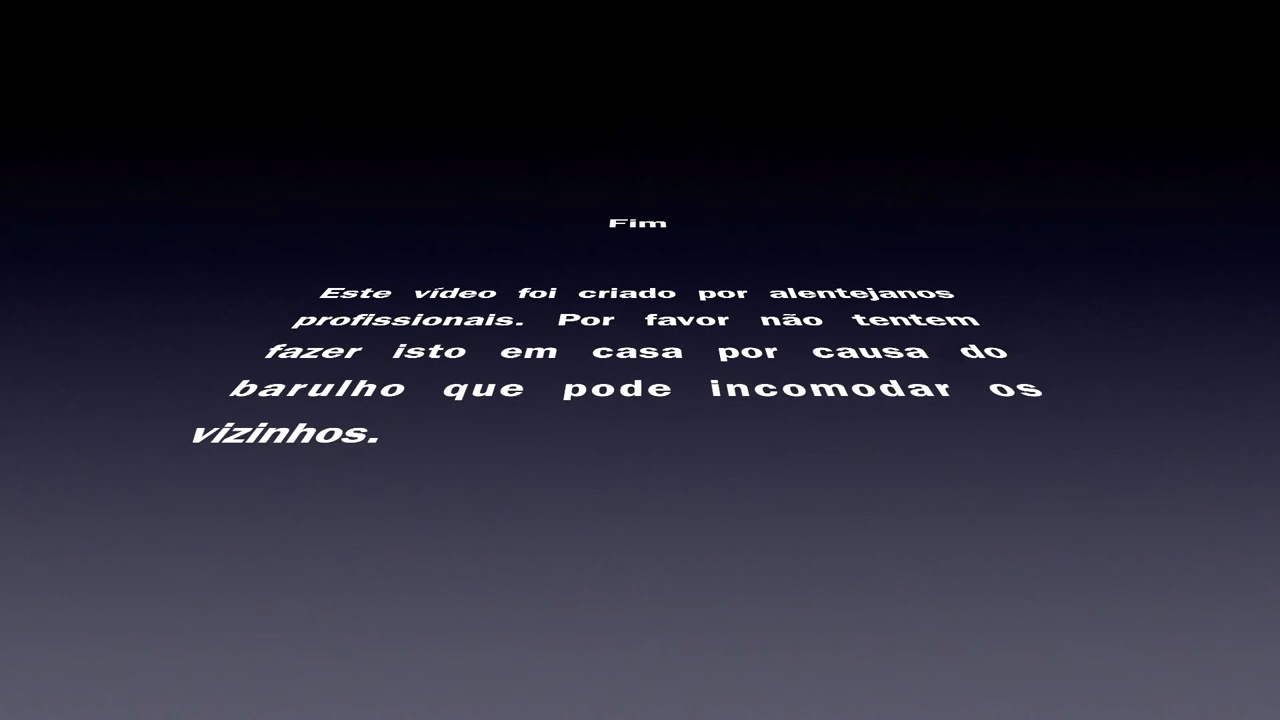 Fim
Este vídeo foi criado por alentejanos
profissionais. Por favor não tentem
fazer isto em casa por causa do
barulho que pode incomodar os
vizinhos.